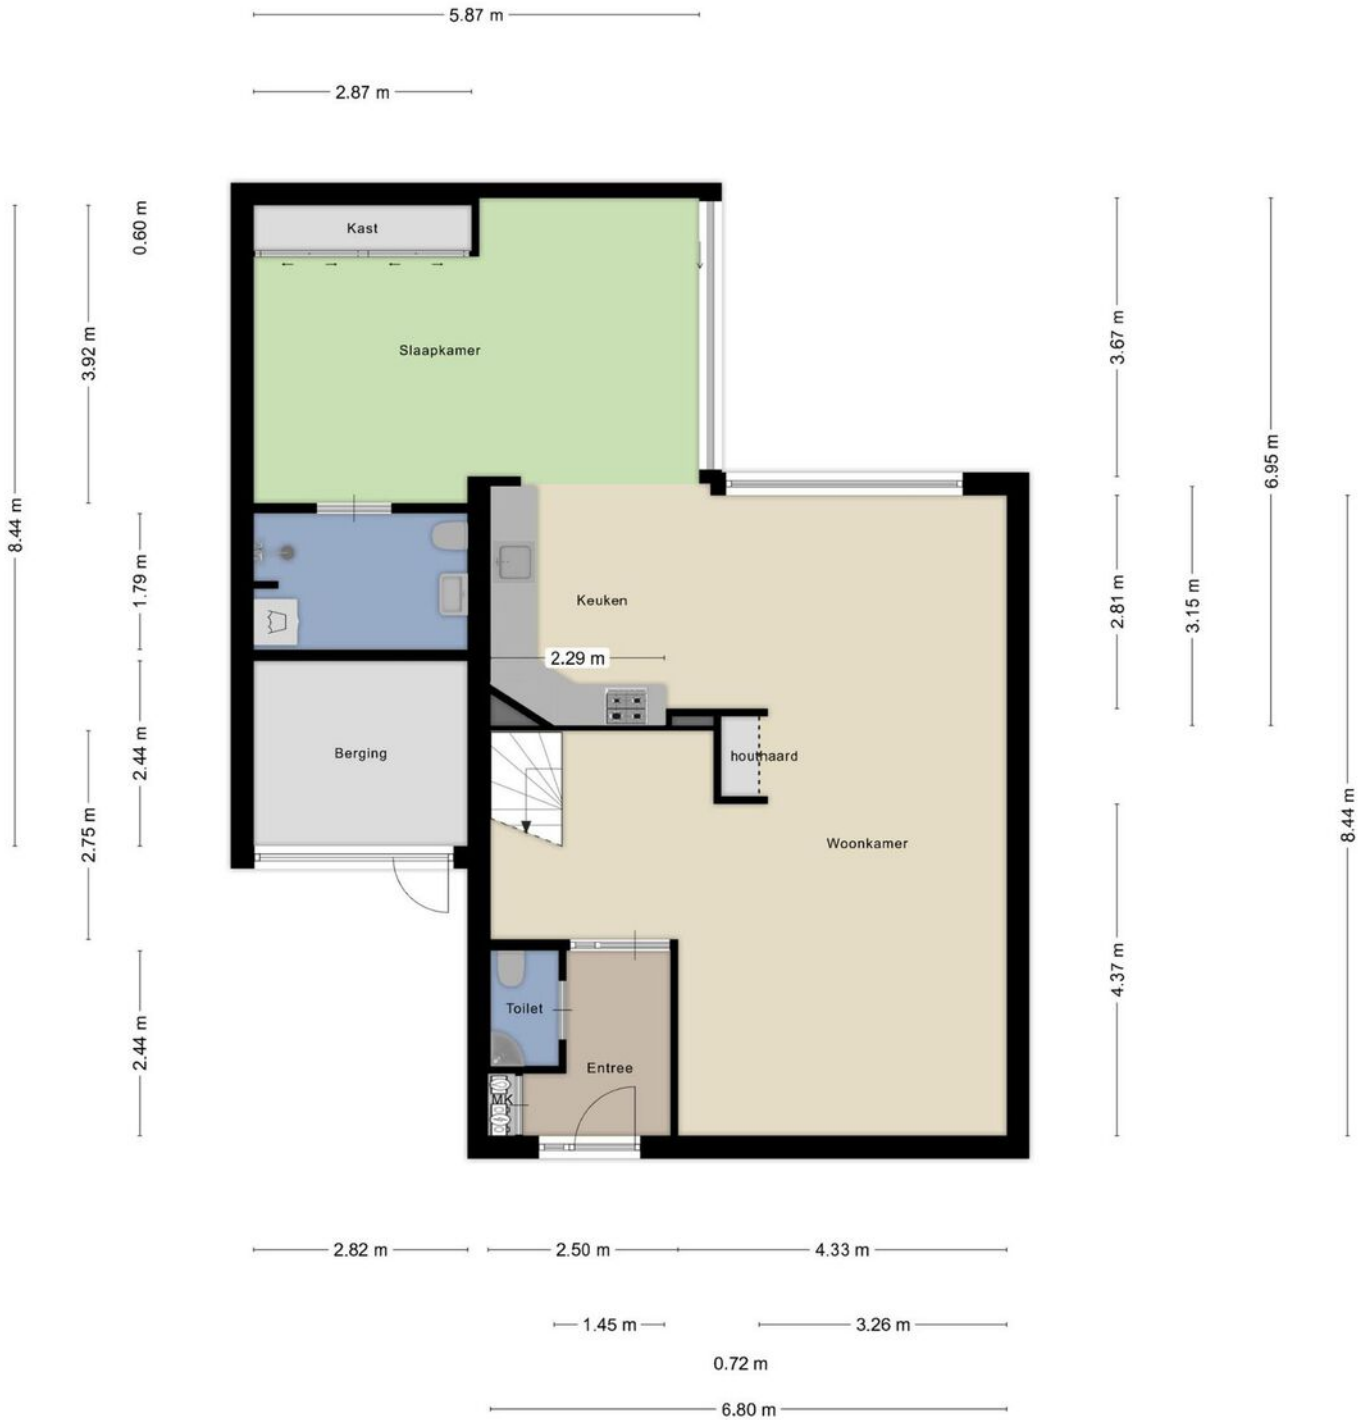 5.87 m
2.87 m
0.60 m
Kast
3.92 m
3.67 m
Slaapkamer
6.95 m
8.44 m
1.79 m
2.81 m
3.15 m
Keuken
2.29 m
2.44 m
Berging
houthaard
8.44 m
2.75 m
Woonkamer
4.37 m
Toilet
2.44 m
Entree
MK
2.82 m
2.50 m
4.33 m
1.45 m
3.26 m
0.72 m
6.80 m